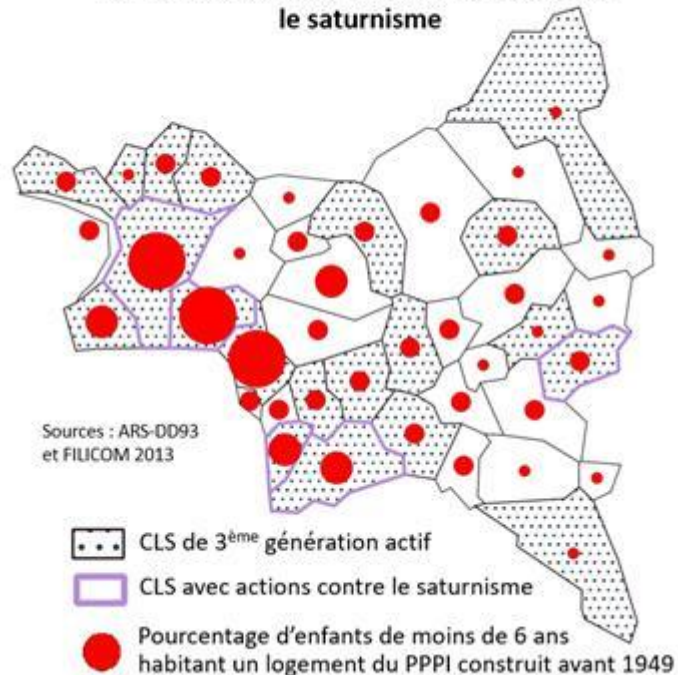 le saturnisme
Sources : ARS-DD93
et FILICOM 2013
CLS de 3ème génération actif
CLS avec actions contre le saturnisme
Pourcentage d'enfants de moins de 6 ans
habitant un logement du PPPI construit avant 1949